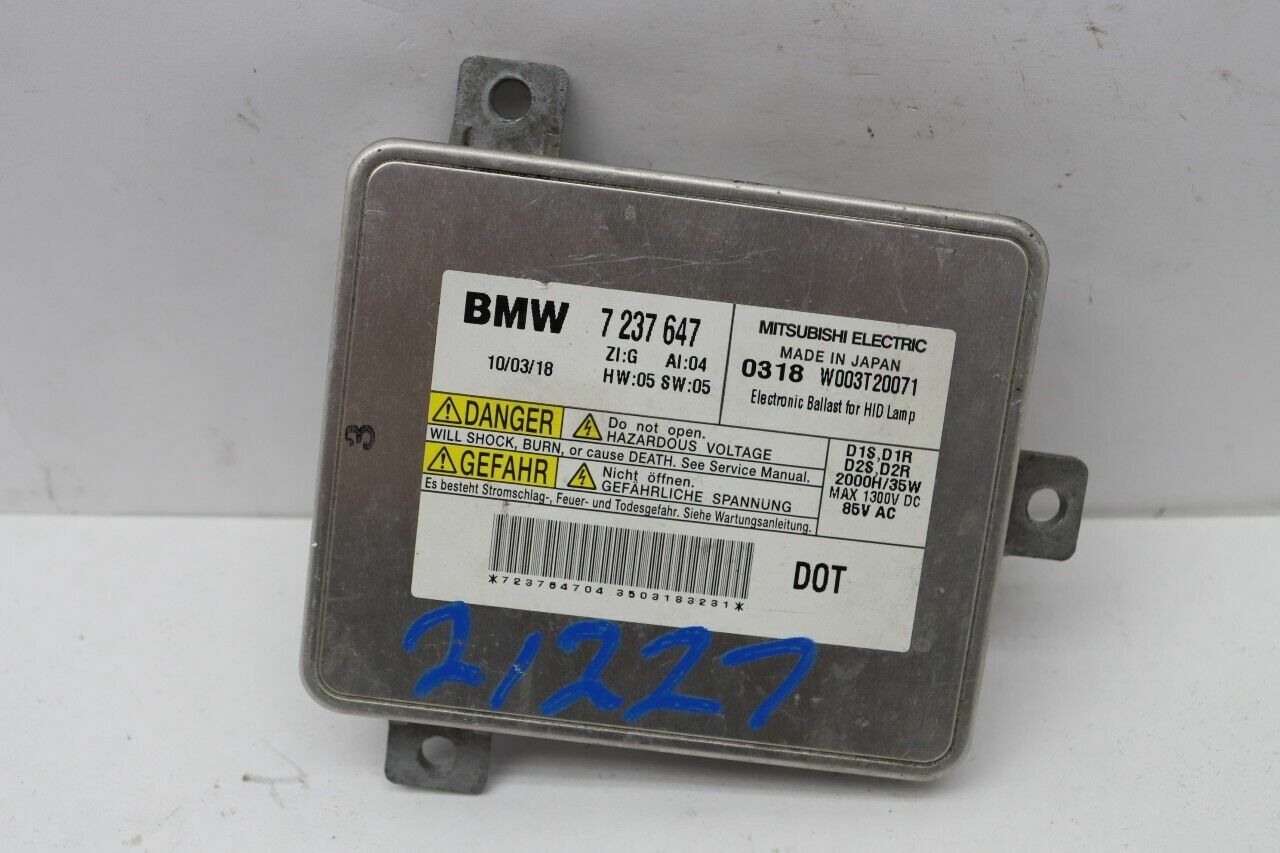 BMW 7 237 647
10/03/18
ZI:G AI:04
HW:05 SW:05
MITSUBISHI ELECTRIC
MADE IN JAPAN
0318 W003T20071
Electronic Ballast for HID Lamp
DANGER
Do not open.
HAZARDOUS VOLTAGE
WILL SHOCK, BURN, or cause DEATH. See Service Manual.
GEFAHR
Nicht öffnen.
GEFÄHRLICHE SPANNUNG
Es besteht Stromschlag-, Feuer- und Todesgefahr. Siehe Wartungsanleitung.
D1S,D1R
D2S,D2R
2000H/35W
MAX 1300V DC
85V AC
*723764704 3503183231*
DOT
3
21227